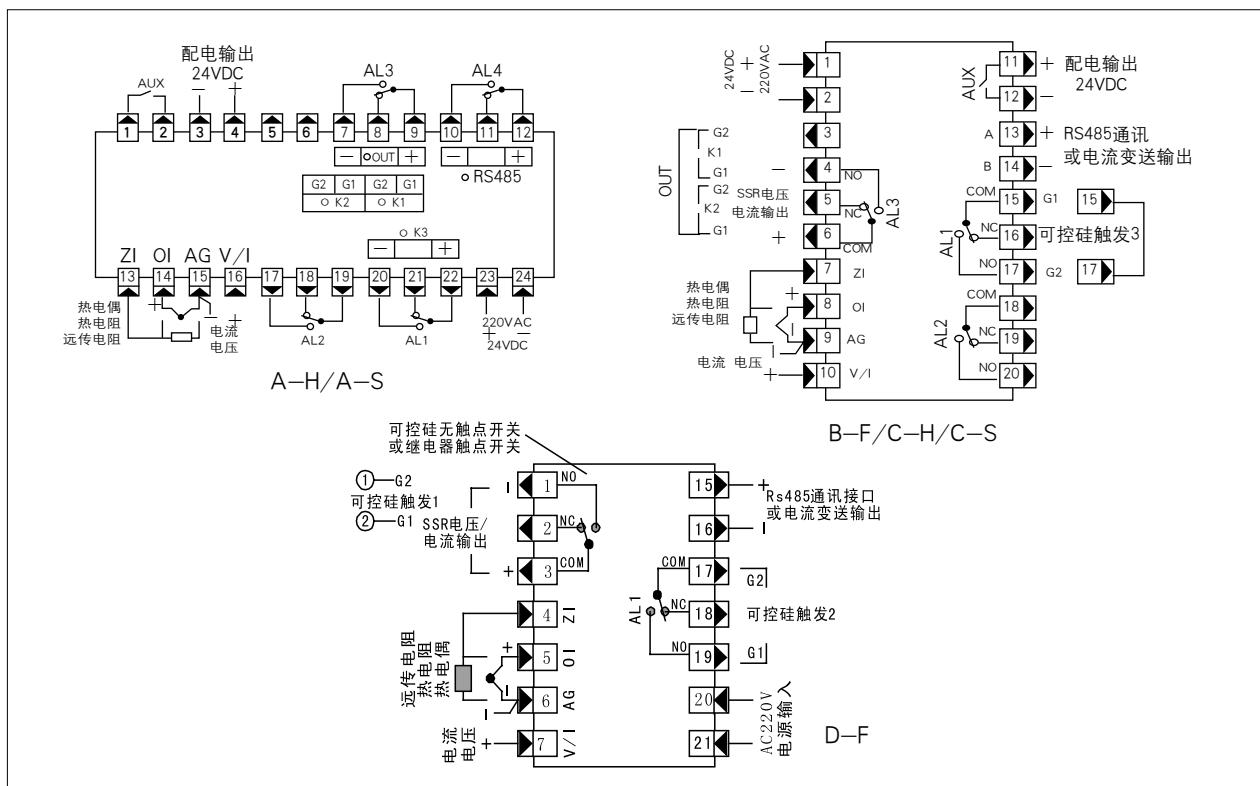 配电输出
24VDC
AUX
AL3
AL4
− +
1 2 3 4 5 6 7 8 9 10 11 12
− OUT +
− +
RS485
G2 G1 G2 G1
K2 K1
K3
− +
ZI OI AG V/I
13 14 15 16 17 18 19 20 21 22 23 24
热电偶
热电阻
远传电阻
+ −
电流
电压
+
AL2
AL1
220VAC
+ −
24VDC
A−H/A−S
24VDC
+
−
220VAC
1
2
3
4
5
6
7
8
9
10
OUT
G2
K1
G1
G2
K2
G1
−
SSR电压
电流输出
+
NO
NC
COM
AL3
热电偶
热电阻
远传电阻
+
−
ZI
OI
AG
电流 电压
+
V/I
AUX
11 +
12 −
配电输出
24VDC
A 13 +
B 14 −
RS485通讯
或电流变送输出
COM 15 G1
NC 16
NO 17 G2
AL1
15
可控硅触发3
17
COM 18
NC 19
NO 20
AL2
B−F/C−H/C−S
可控硅无触点开关
或继电器触点开关
① G2
可控硅触发1
② G1
−
SSR电压/
电流输出
+
1 NO
2 NC
3 COM
4 ZI
5 OI
6 AG
7 V/I
远传电阻
热电阻
热电偶
+
−
电流
电压
+
15 +
16 −
Rs485通讯接口
或电流变送输出
COM 17 G2
NC 18 可控硅触发2
NO 19 G1
AL1
20
21
AC220V
电源输入
D−F